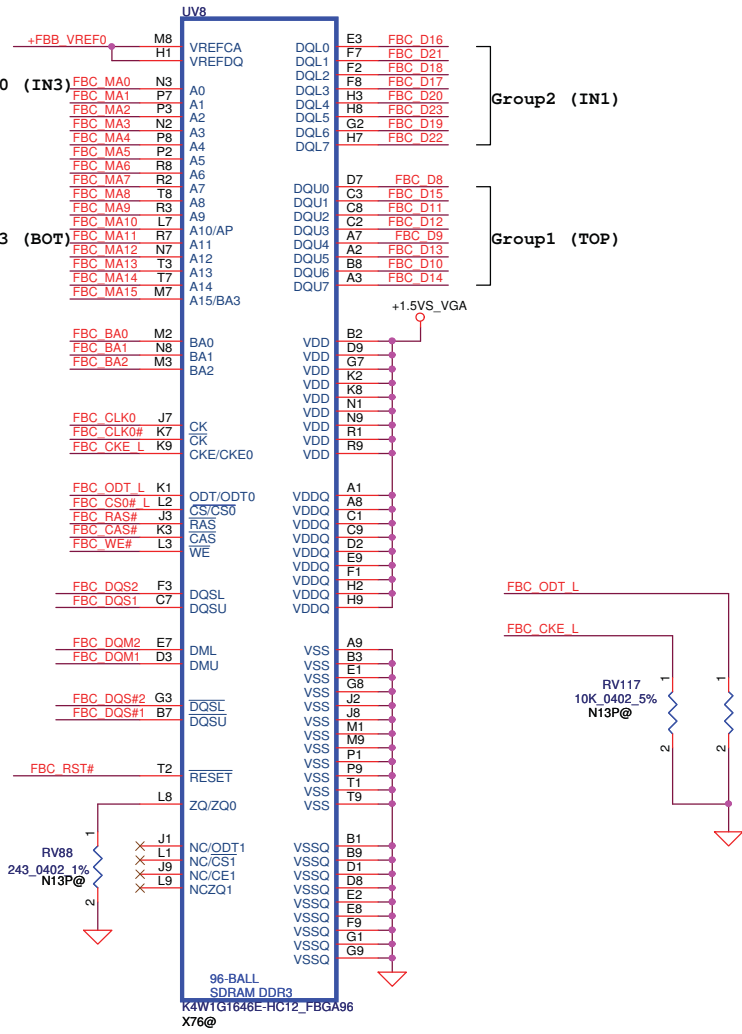 UV8
+FBB_VREF0 M8 VREFCA DQL0 E3 FBC_D16
H1 VREFDQ DQL1 F7 FBC_D21
DQL2 F2 FBC_D18
0 (IN3) FBC_MA0 N3 A0 DQL3 F8 FBC_D17
FBC_MA1 P7 A1 DQL4 H3 FBC_D20 Group2 (IN1)
FBC_MA2 P3 A2 DQL5 H8 FBC_D23
FBC_MA3 N2 A3 DQL6 G2 FBC_D19
FBC_MA4 P8 A4 DQL7 H7 FBC_D22
FBC_MA5 P2 A5
FBC_MA6 R8 A6
FBC_MA7 R2 A7 DQU0 D7 FBC_D8
FBC_MA8 T8 A8 DQU1 C3 FBC_D15
FBC_MA9 R3 A9 DQU2 C8 FBC_D11
FBC_MA10 L7 A10/AP DQU3 C2 FBC_D12
3 (BOT) FBC_MA11 R7 A11 DQU4 A7 FBC_D9 Group1 (TOP)
FBC_MA12 N7 A12 DQU5 A2 FBC_D13
FBC_MA13 T3 A13 DQU6 B8 FBC_D10
FBC_MA14 T7 A14 DQU7 A3 FBC_D14
FBC_MA15 M7 A15/BA3
+1.5VS_VGA
FBC_BA0 M2 BA0 VDD B2
FBC_BA1 N8 BA1 VDD D9
FBC_BA2 M3 BA2 VDD G7
VDD K2
VDD K8
VDD N1
FBC_CLK0 J7 CK VDD N9
FBC_CLK0# K7 CK VDD R1
FBC_CKE_L K9 CKE/CKE0 VDD R9
FBC_ODT_L K1 ODT/ODT0 VDDQ A1
FBC_CS0#_L L2 CS/CS0 VDDQ A8
FBC_RAS# J3 RAS VDDQ C1
FBC_CAS# K3 CAS VDDQ C9
FBC_WE# L3 WE VDDQ D2
VDDQ E9
VDDQ F1
FBC_DQS2 F3 DQSL VDDQ H2
FBC_DQS1 C7 DQSU VDDQ H9
FBC_ODT_L
FBC_CKE_L
FBC_DQM2 E7 DML VSS A9
FBC_DQM1 D3 DMU VSS B3
VSS E1
VSS G8
FBC_DQS#2 G3 DQSL VSS J2
FBC_DQS#1 B7 DQSU VSS J8
VSS M1
VSS M9
VSS P1
FBC_RST# T2 RESET VSS P9
VSS T1
L8 ZQ/ZQ0 VSS T9
1 1
RV117
10K_0402_5%
N13P@
2 2
J1 NC/ODT1 VSSQ B1
L1 NC/CS1 VSSQ B9
J9 NC/CE1 VSSQ D1
L9 NCZQ1 VSSQ D8
VSSQ E2
VSSQ E8
VSSQ F9
VSSQ G1
VSSQ G9
1
RV88
243_0402_1%
N13P@
2
96-BALL
SDRAM DDR3
K4W1G1646E-HC12_FBGA96
X76@